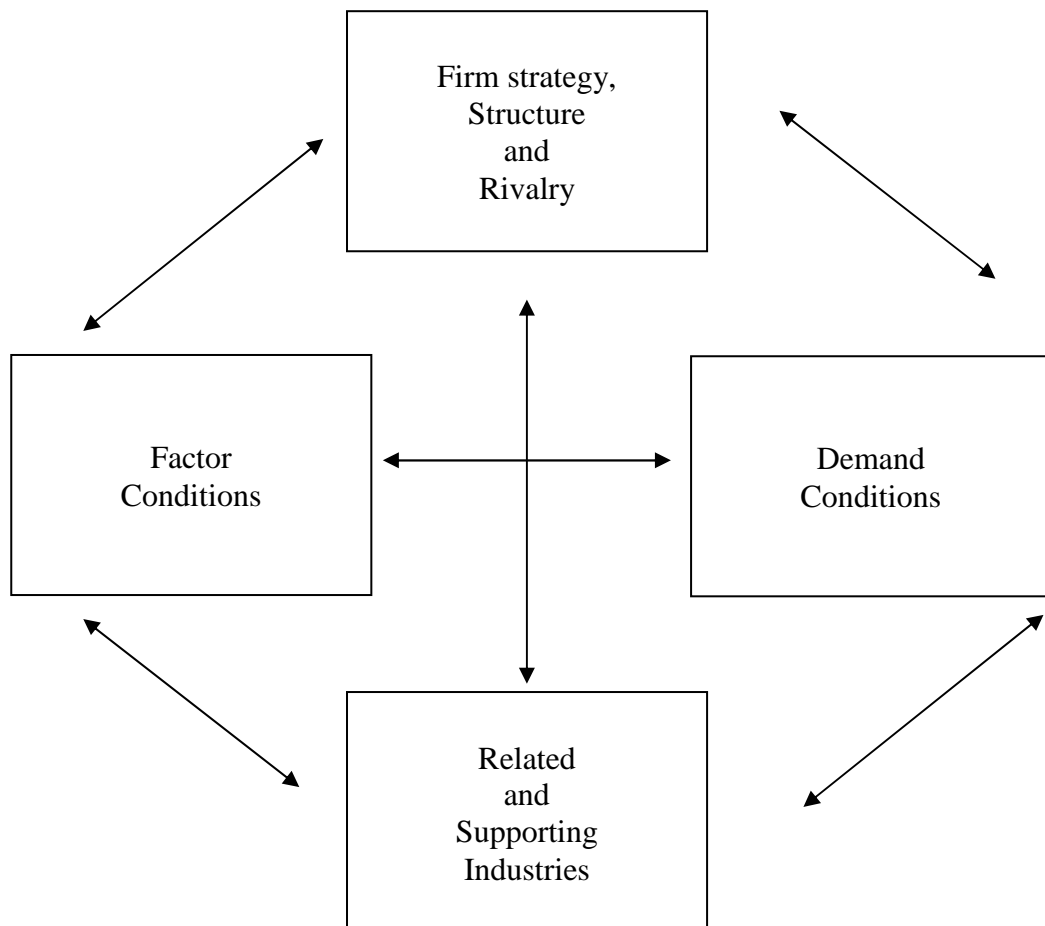 Firm strategy,
Structure
and
Rivalry
Factor
Conditions
Demand
Conditions
Related
and
Supporting
Industries